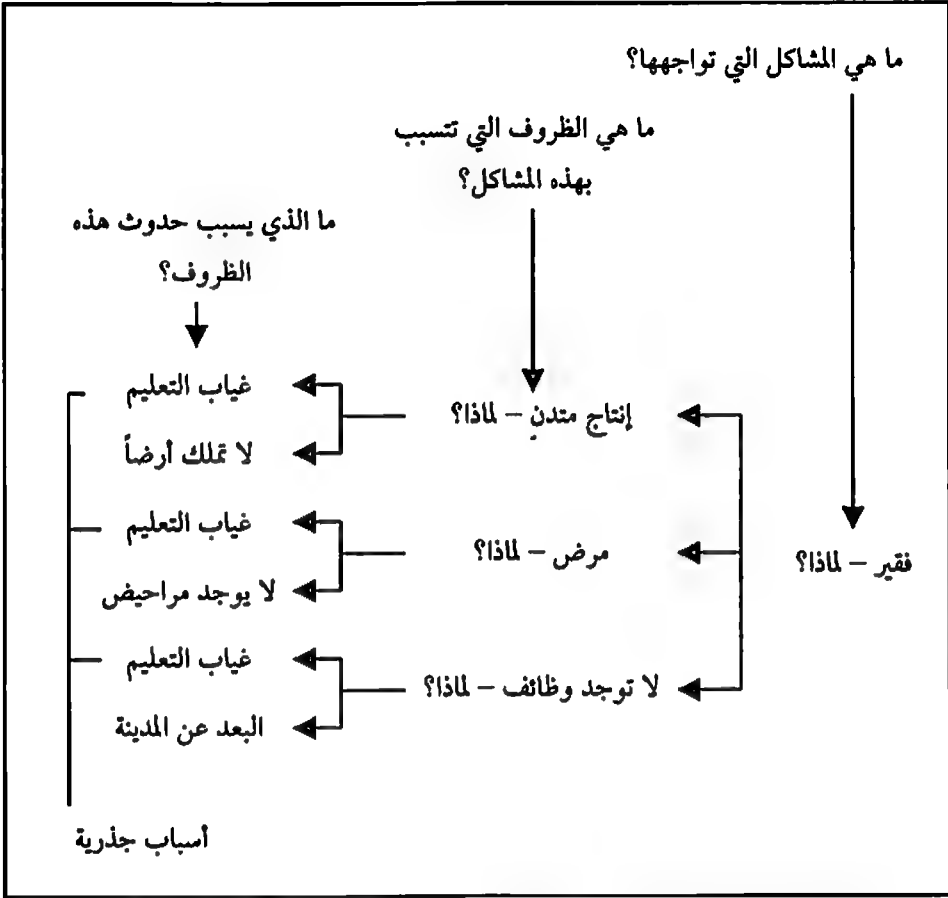 ما هي المشاكل التي تواجهها؟
ما هي الظروف التي تتسبب
بهذه المشاكل؟
ما الذي يسبب حدوث هذه
الظروف؟
فقير – لماذا؟
إنتاج متدنٍ – لماذا؟
غياب التعليم
لا تملك أرضاً
مرض – لماذا؟
غياب التعليم
لا يوجد مراحيض
لا توجد وظائف – لماذا؟
غياب التعليم
البعد عن المدينة
أسباب جذرية